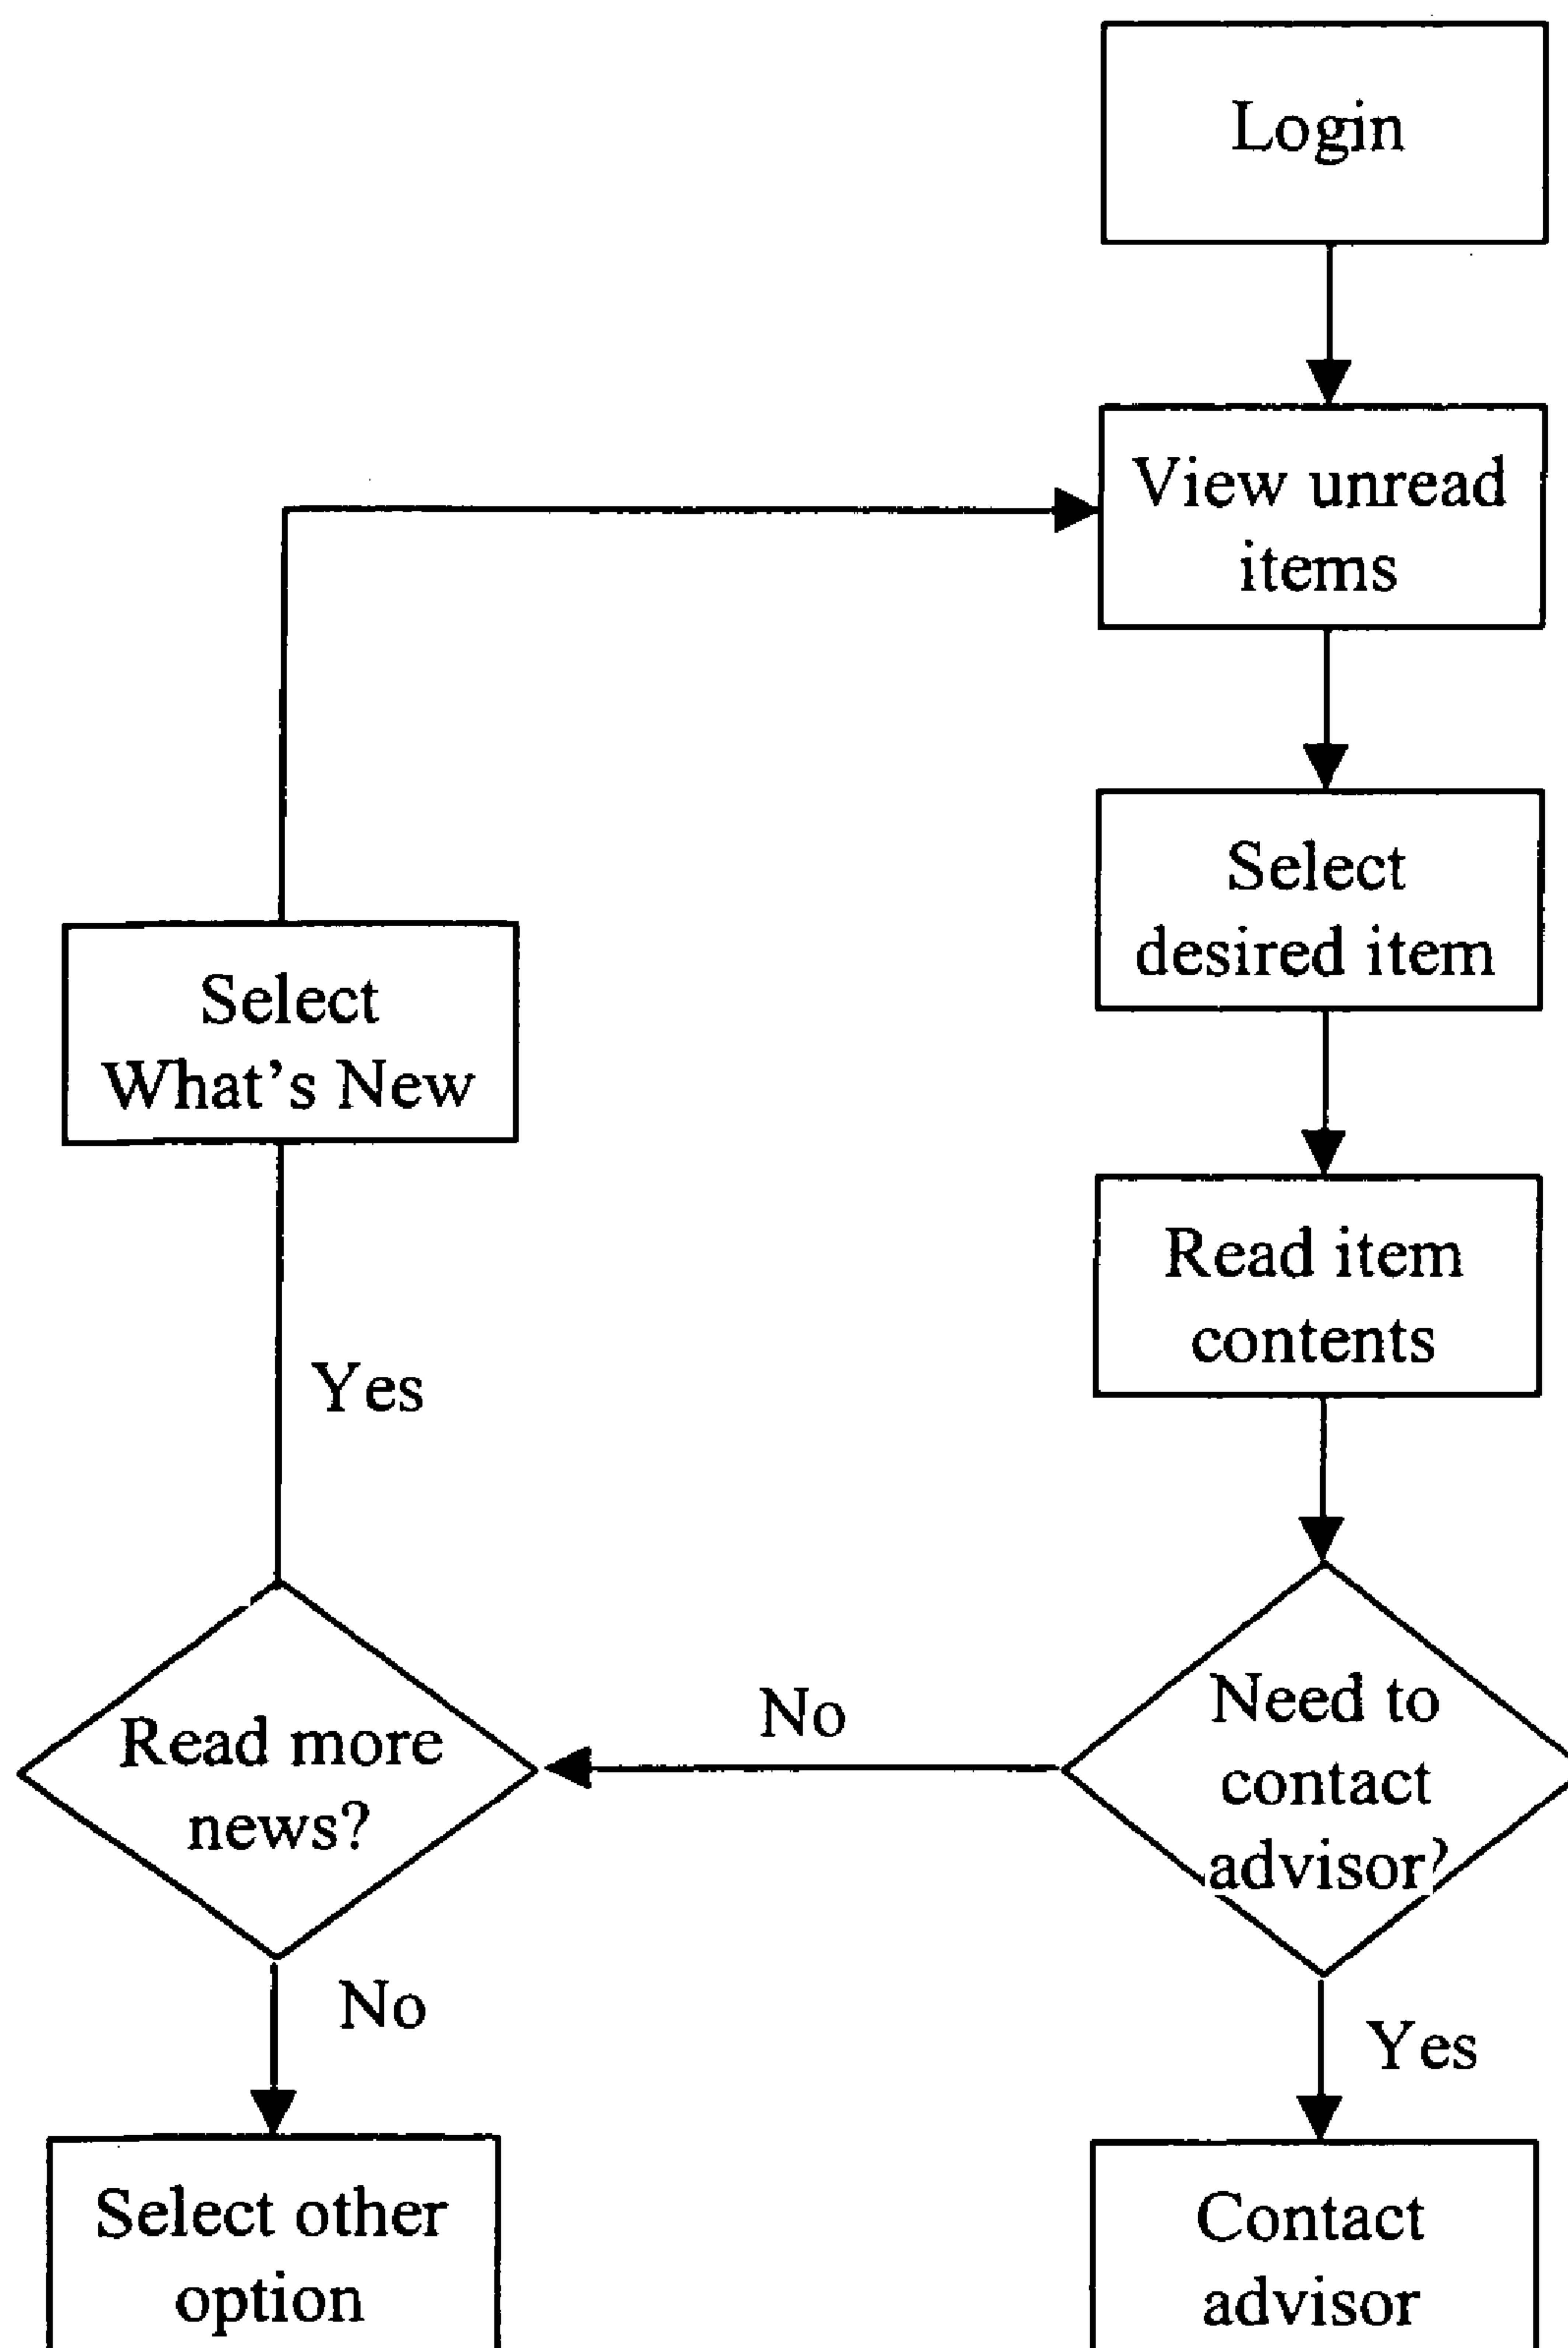 Login
View unread
items
Select
desired item
Select
What's New
Read item
contents
Yes
Need to
contact
advisor?
No
Read more
news?
No
Yes
Select other
option
Contact
advisor